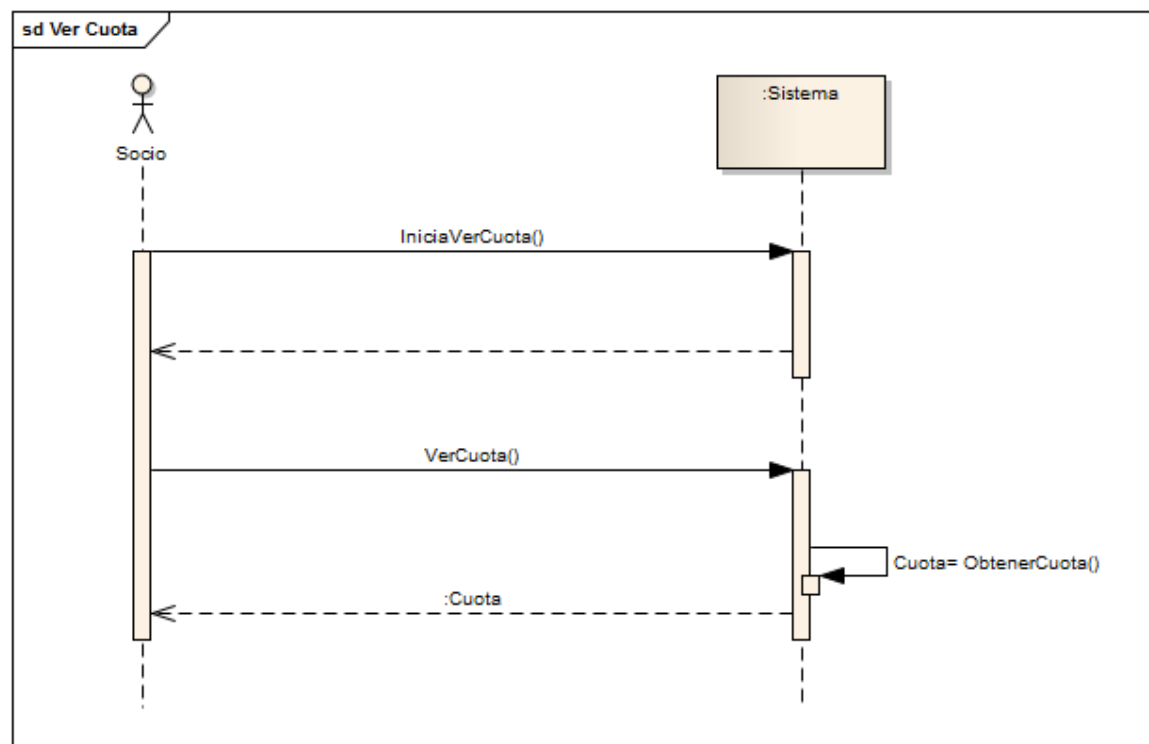 sd Ver Cuota
:Sistema
Socio
IniciaVerCuota()
VerCuota()
Cuota= ObtenerCuota()
:Cuota